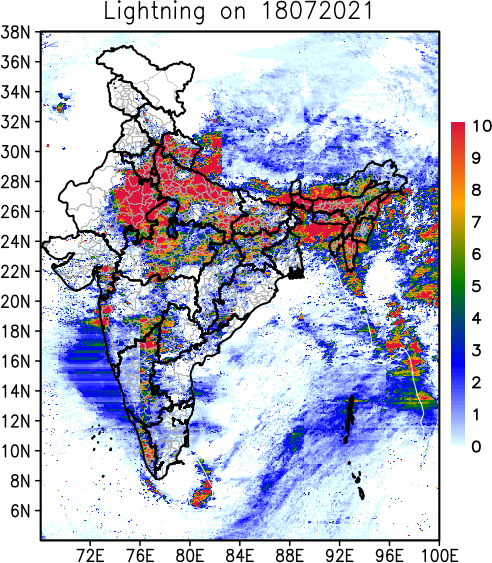 Lightning on 18072021
38N
36N
34N
32N
30N
28N
26N
24N
22N
20N
18N
16N
14N
12N
10N
8N
6N
72E 76E 80E 84E 88E 92E 96E 100E
10
9
8
7
6
5
4
3
2
1
0